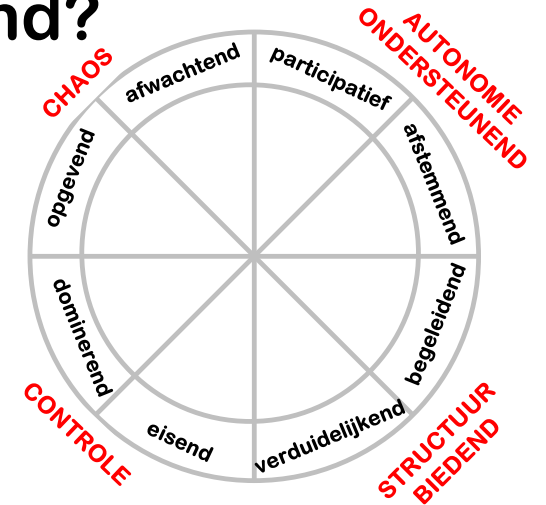 nd?
CHAOS
afwachtend
participatief
AUTONOMIE
ONDERSTEUNEND
opgevend
afstemmend
dominerend
begeleidend
CONTROLE
eisend
verduidelijkend
STRUCTUUR
BIEDEND